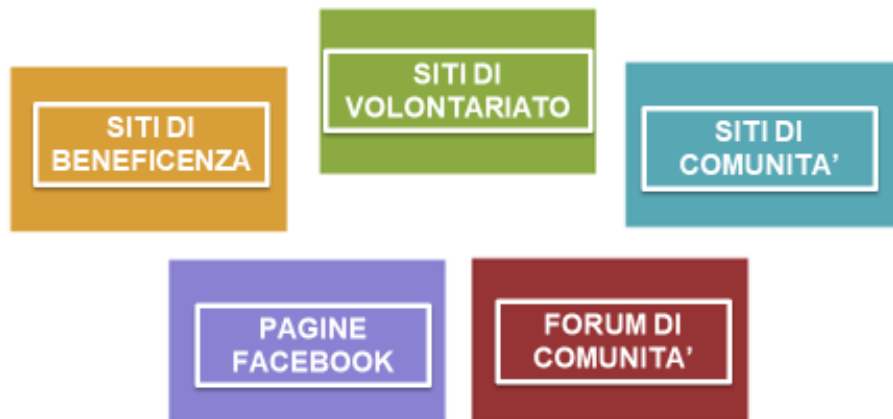 SITI DI
BENEFICENZA
SITI DI
VOLONTARIATO
SITI DI
COMUNITA’
PAGINE
FACEBOOK
FORUM DI
COMUNITA’